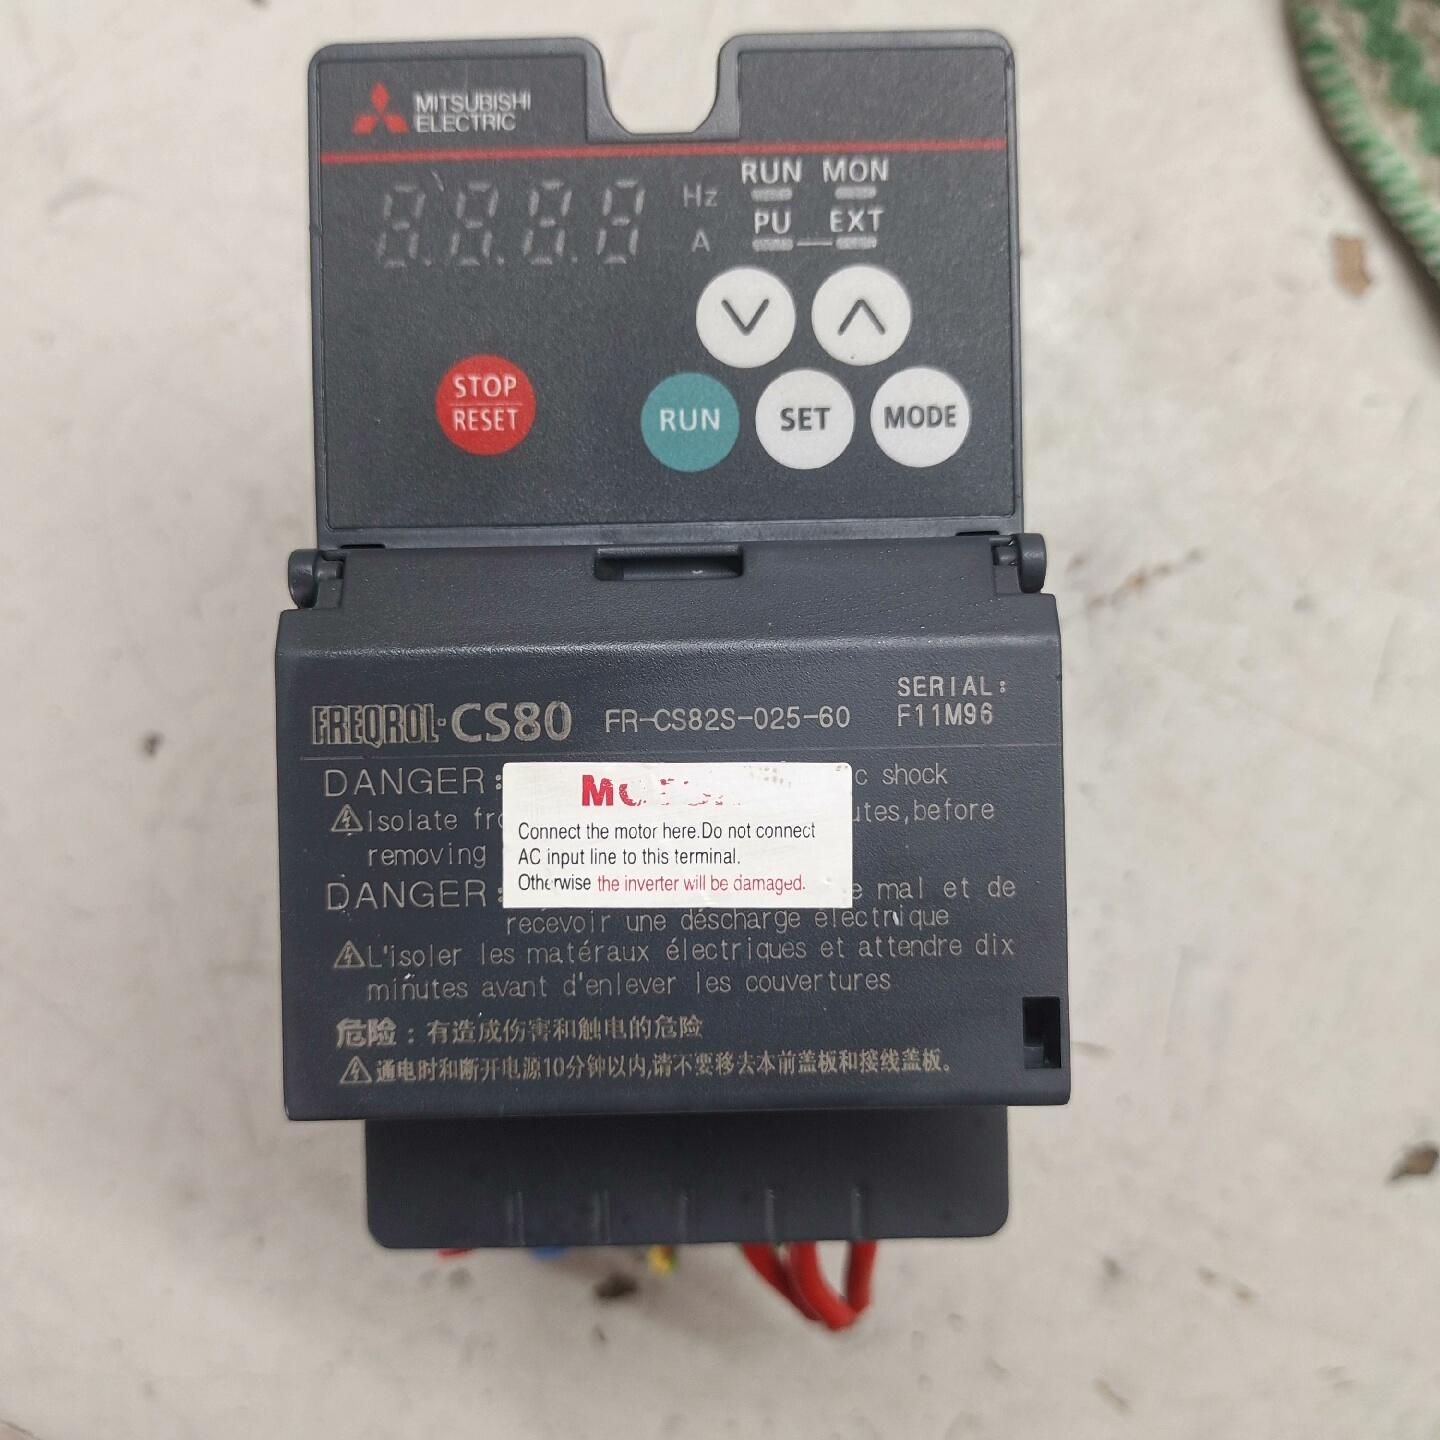 MITSUBISHI
ELECTRIC
Hz
A
RUN MON
PU EXT
STOP
RESET
RUN
SET
MODE
FREQROL-CS80 FR-CS82S-025-60
SERIAL:
F11M96
DANGER: c shock
Isolate utes,before
removing
Connect the motor here.Do not connect
AC input line to this terminal.
Otherwise the inverter will be damaged.
DANGER: mal et de
recevoir une déscharge électrique
L'isoler les matéraux électriques et attendre dix
minutes avant d'enlever les couvertures
危险：有造成伤害和触电的危险
通电时和断开电源10分钟以内,请不要移去本前盖板和接线盖板。